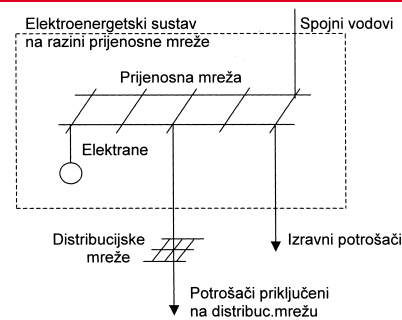 Elektroenergetski sustav
na razini prijenosne mreže
Spojni vodovi
Prijenosna mreža
Elektrane
Distribucijske
mreže
Izravni potrošači
Potrošači priključeni
na distribuc.mrežu